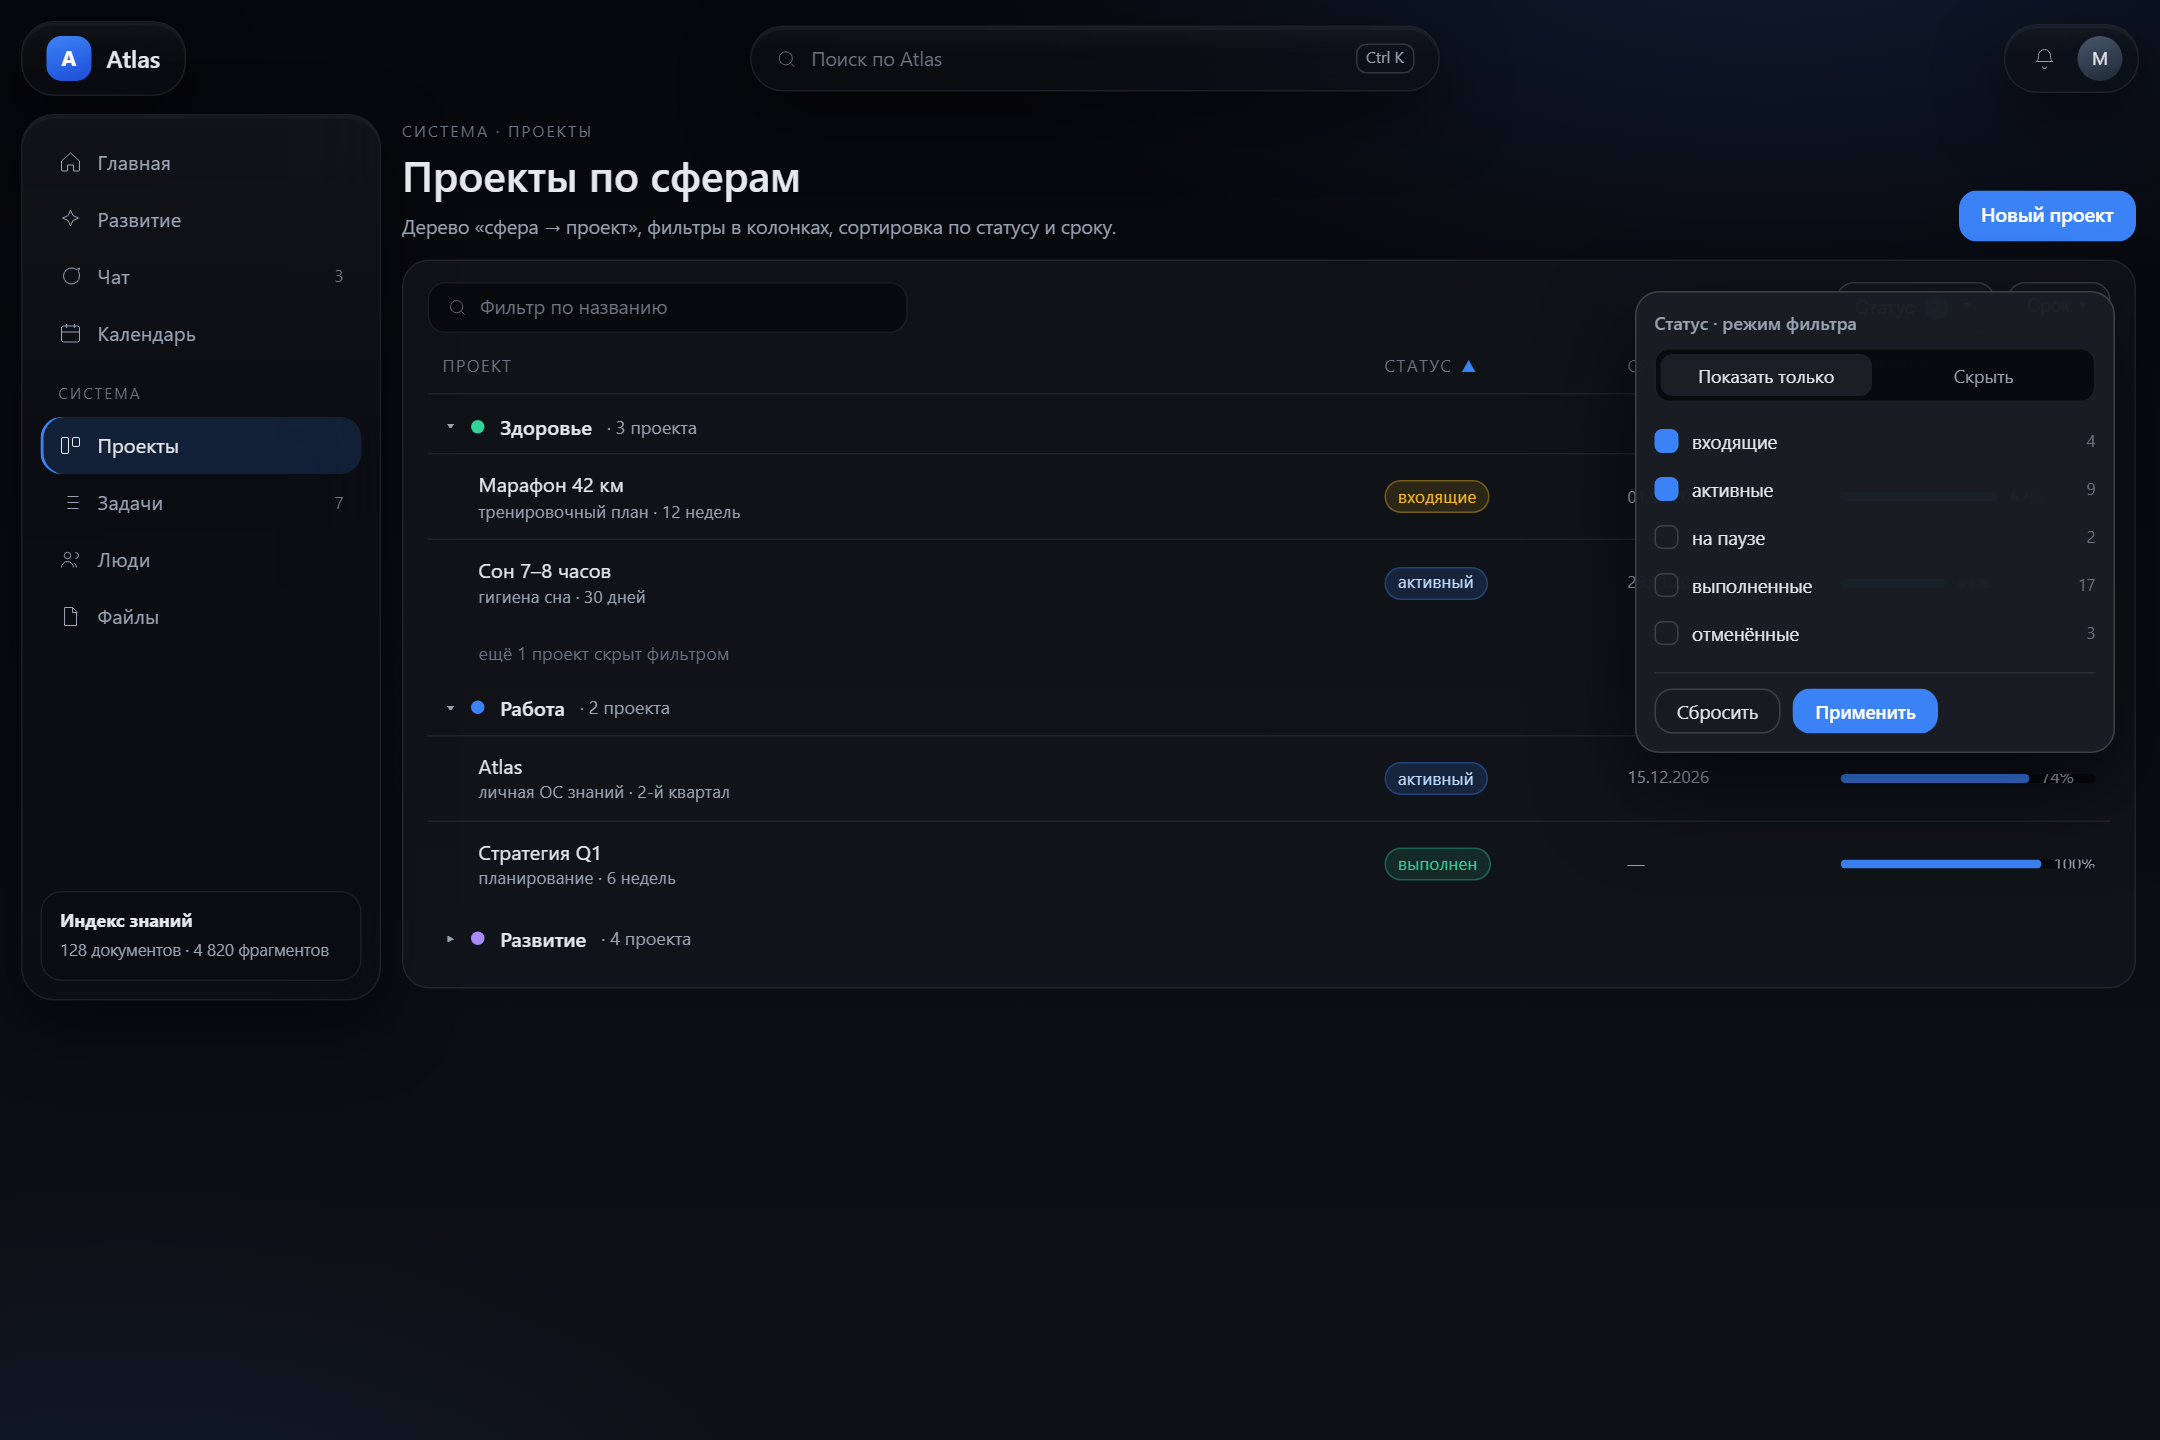 A Atlas
Поиск по Atlas
Ctrl K
M
Главная
Развитие
Чат 3
Календарь
СИСТЕМА
Проекты
Задачи 7
Люди
Файлы
Индекс знаний
128 документов · 4 820 фрагментов
СИСТЕМА · ПРОЕКТЫ
Проекты по сферам
Дерево «сфера → проект», фильтры в колонках, сортировка по статусу и сроку.
Новый проект
Фильтр по названию
Статус
Срок
ПРОЕКТ СТАТУС ▲
Здоровье · 3 проекта
Марафон 42 км
тренировочный план · 12 недель
входящие
Сон 7–8 часов
гигиена сна · 30 дней
активный
ещё 1 проект скрыт фильтром
Работа · 2 проекта
Atlas
личная ОС знаний · 2-й квартал
активный
15.12.2026
74%
Стратегия Q1
планирование · 6 недель
выполнен
—
100%
Развитие · 4 проекта
Статус · режим фильтра
Показать только Скрыть
входящие 4
активные 9
на паузе 2
выполненные 17
отменённые 3
Сбросить Применить